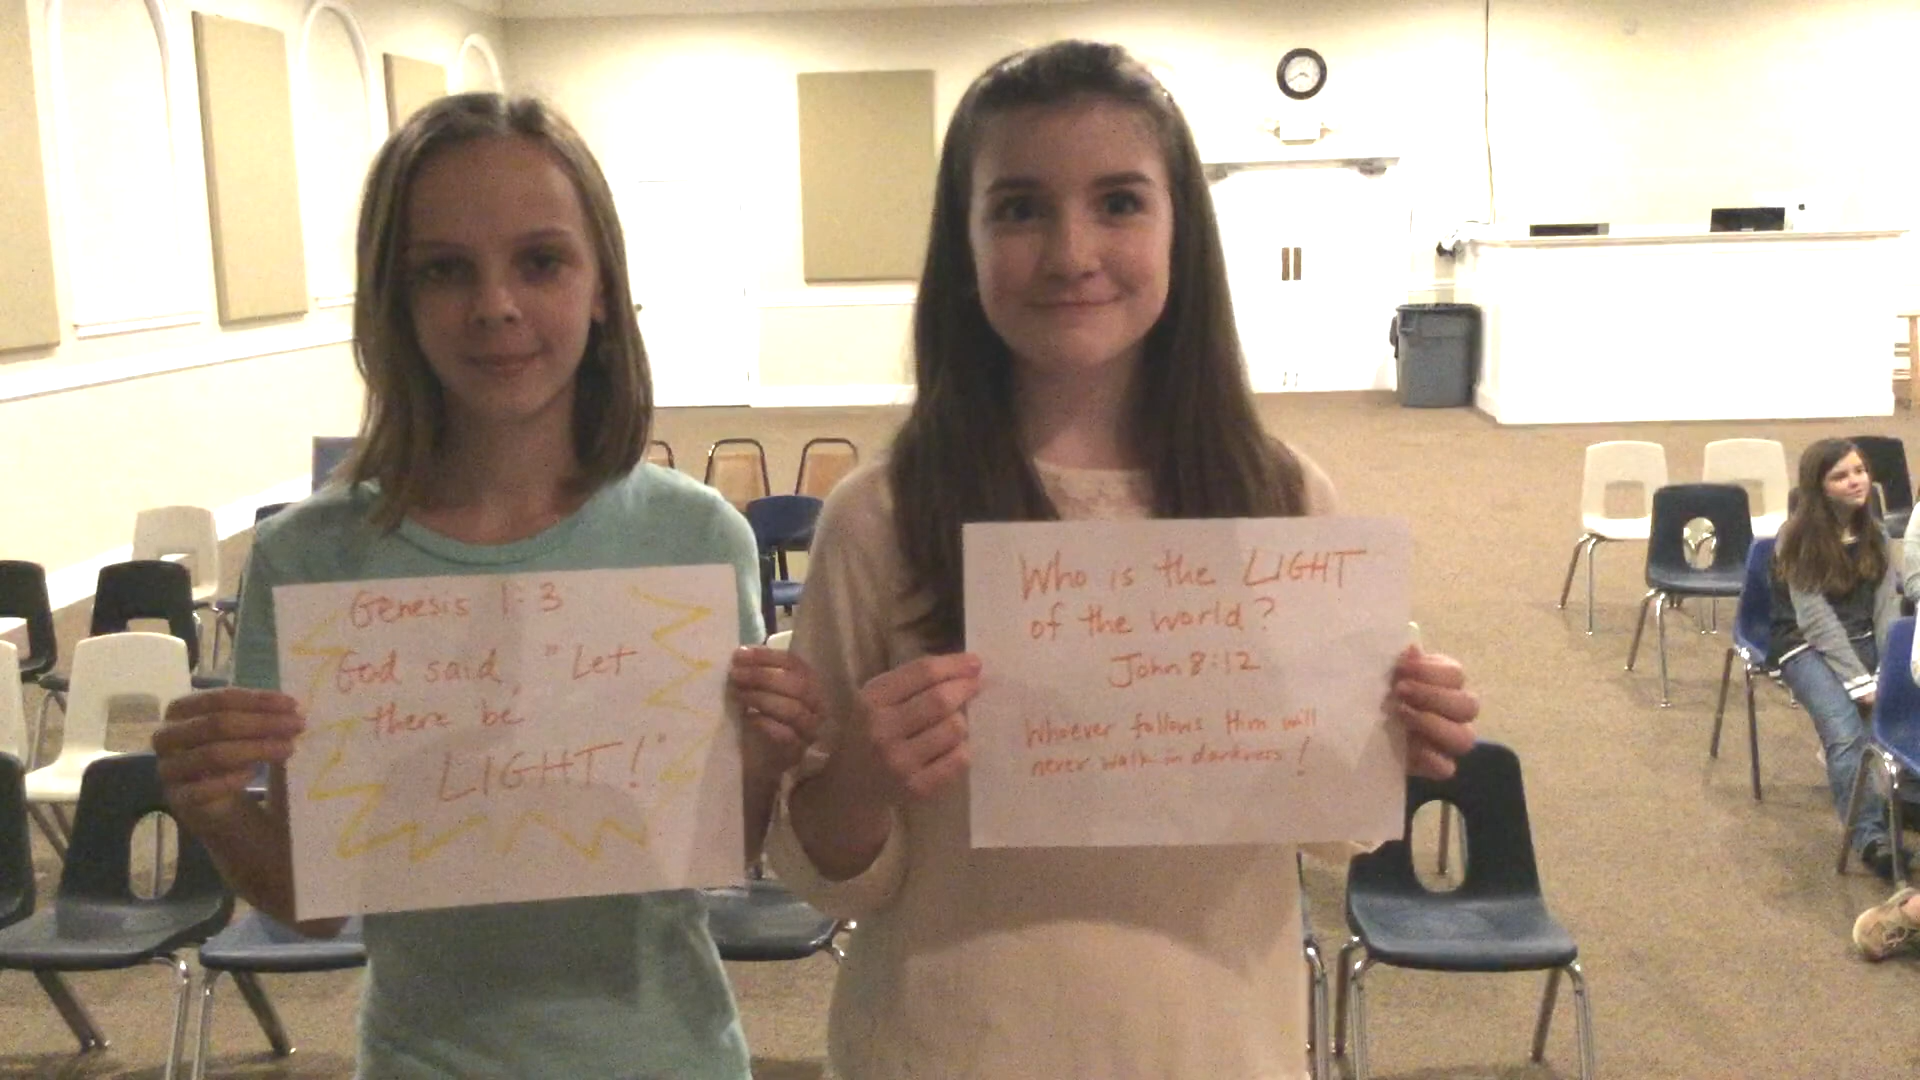 Genesis 1:3
God said, "Let
there be
LIGHT!"
Who is the LIGHT
of the world?
John 8:12
Whoever follows Him will
never walk in darkness!